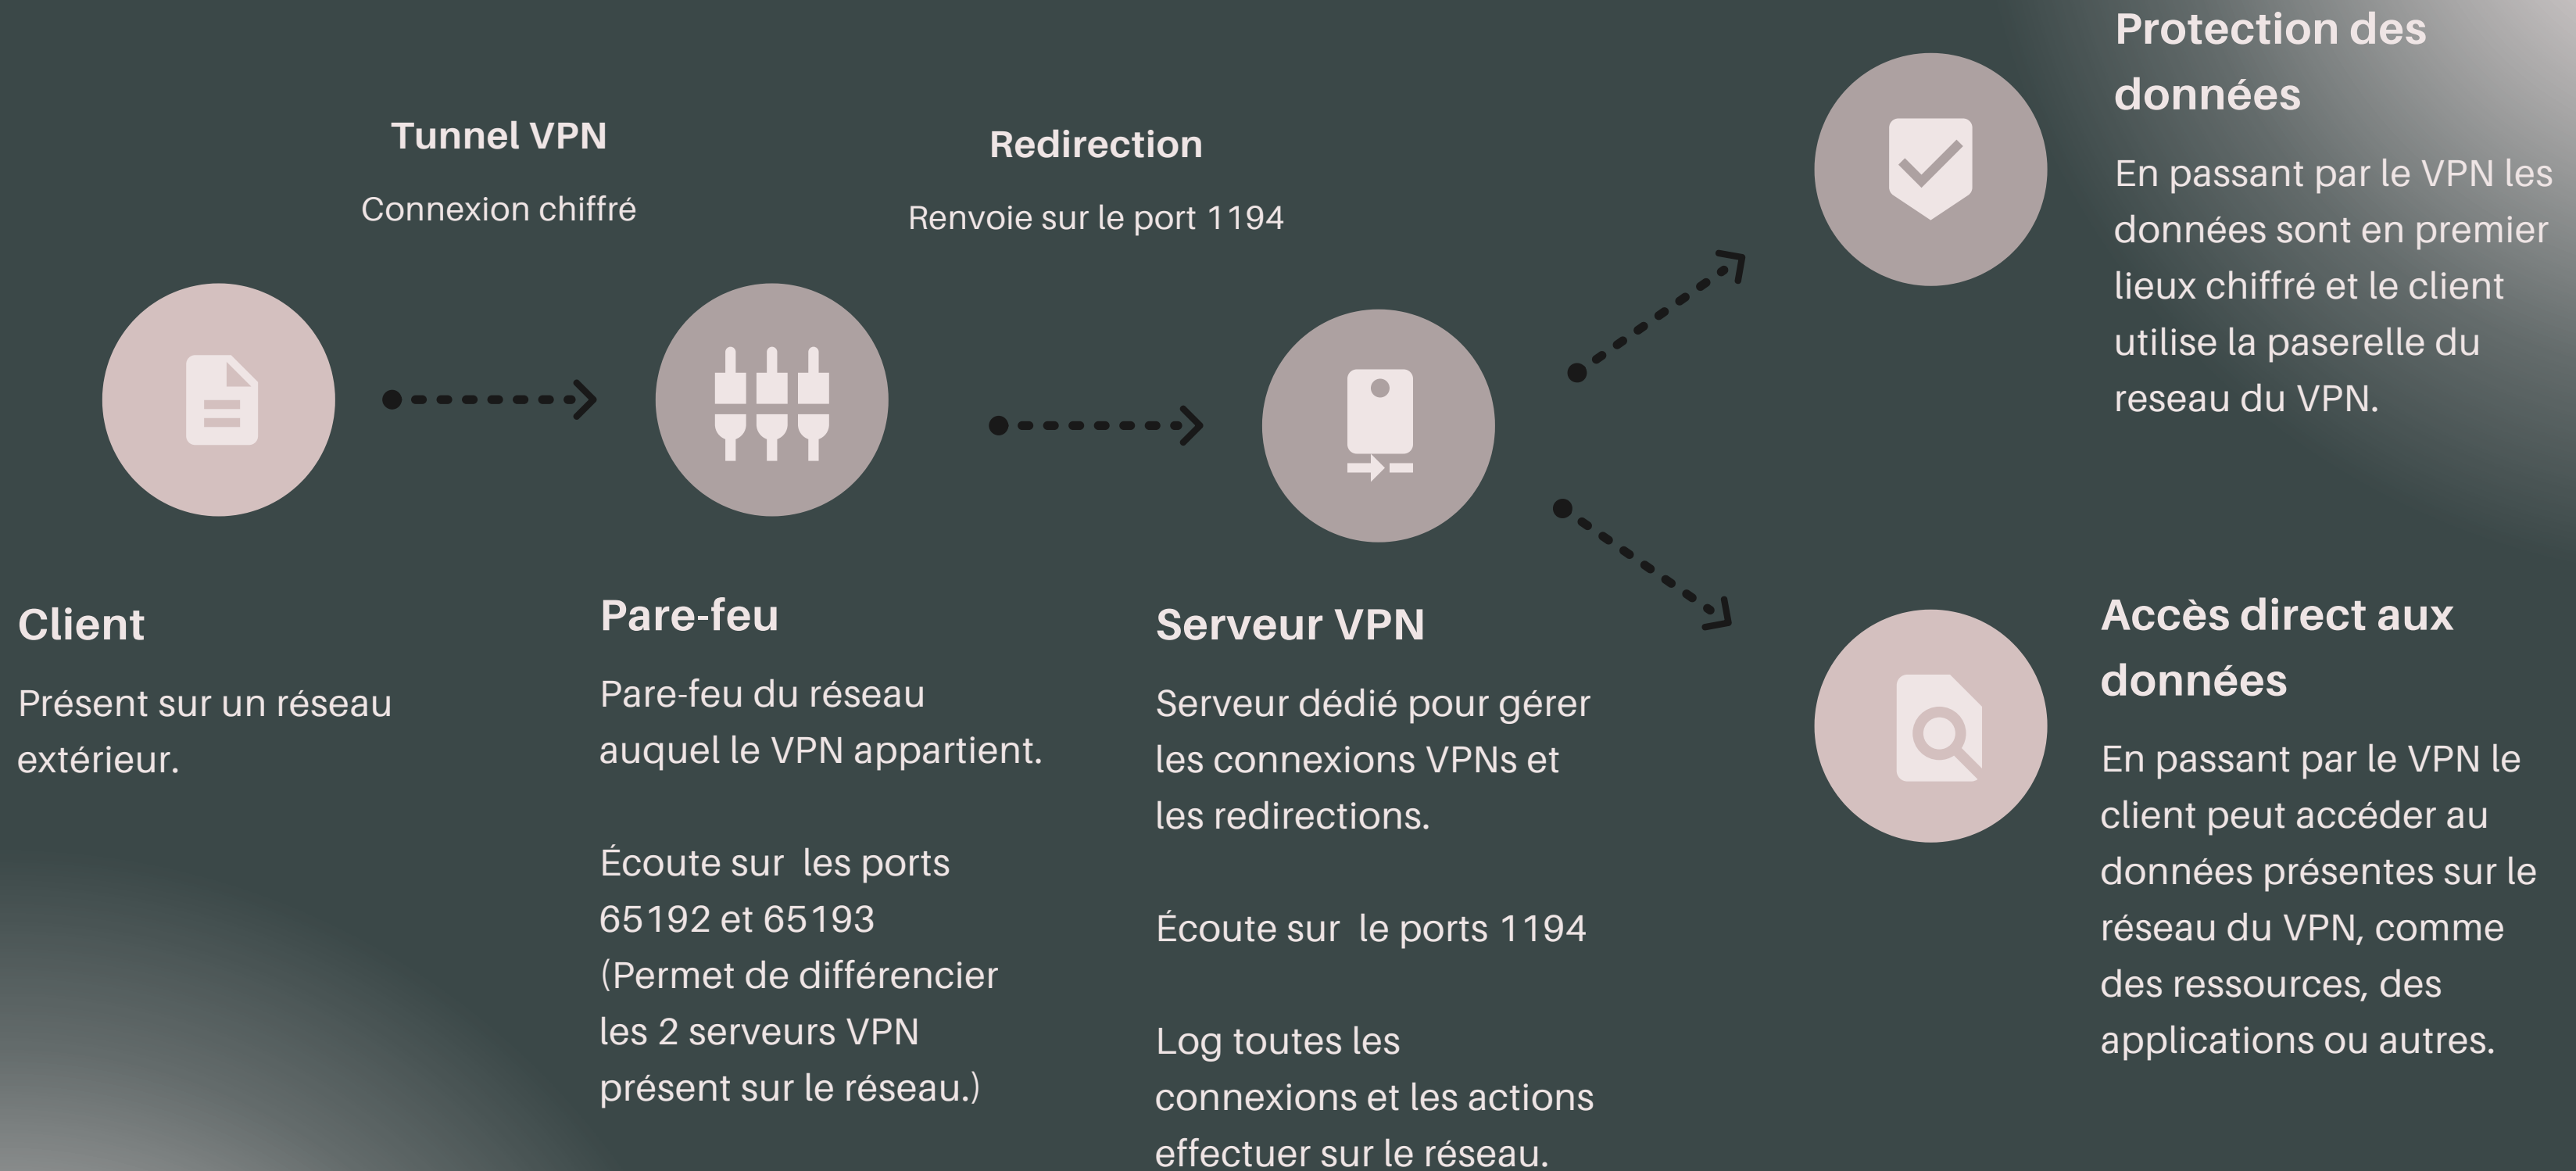 Tunnel VPN
Connexion chiffré
Redirection
Renvoie sur le port 1194
Client
Présent sur un réseau
extérieur.
Pare-feu
Pare-feu du réseau
auquel le VPN appartient.
Écoute sur  les ports
65192 et 65193
(Permet de différencier
les 2 serveurs VPN
présent sur le réseau.)
Serveur VPN
Serveur dédié pour gérer
les connexions VPNs et
les redirections.
Écoute sur  le ports 1194
Log toutes les
connexions et les actions
effectuer sur le réseau.
Protection des
données
En passant par le VPN les
données sont en premier
lieux chiffré et le client
utilise la paserelle du
reseau du VPN.
Accès direct aux
données
En passant par le VPN le
client peut accéder au
données présentes sur le
réseau du VPN, comme
des ressources, des
applications ou autres.